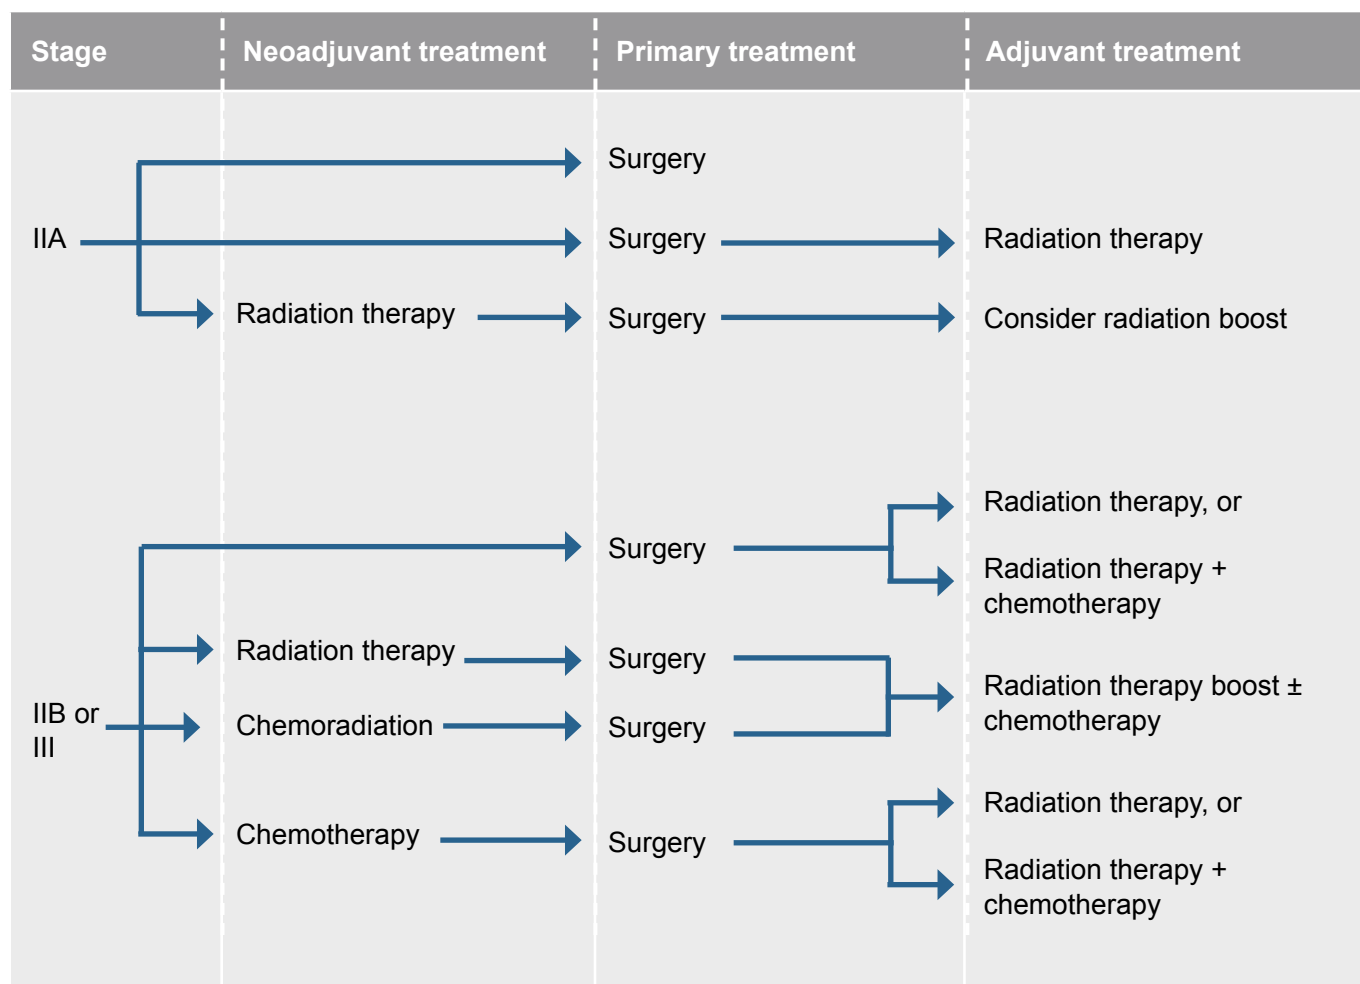 Stage
Neoadjuvant treatment
Primary treatment
Adjuvant treatment
Surgery
IIA
Surgery
Radiation therapy
Radiation therapy
Surgery
Consider radiation boost
Surgery
Radiation therapy, or
Radiation therapy +
chemotherapy
IIB or
III
Radiation therapy
Surgery
Chemoradiation
Surgery
Radiation therapy boost ±
chemotherapy
Chemotherapy
Surgery
Radiation therapy, or
Radiation therapy +
chemotherapy